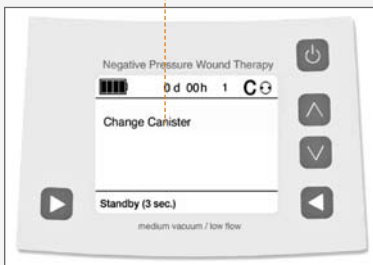 Negative Pressure Wound Therapy
0 d 00h 1 C
Change Canister
Standby (3 sec.)
medium vacuum / low flow